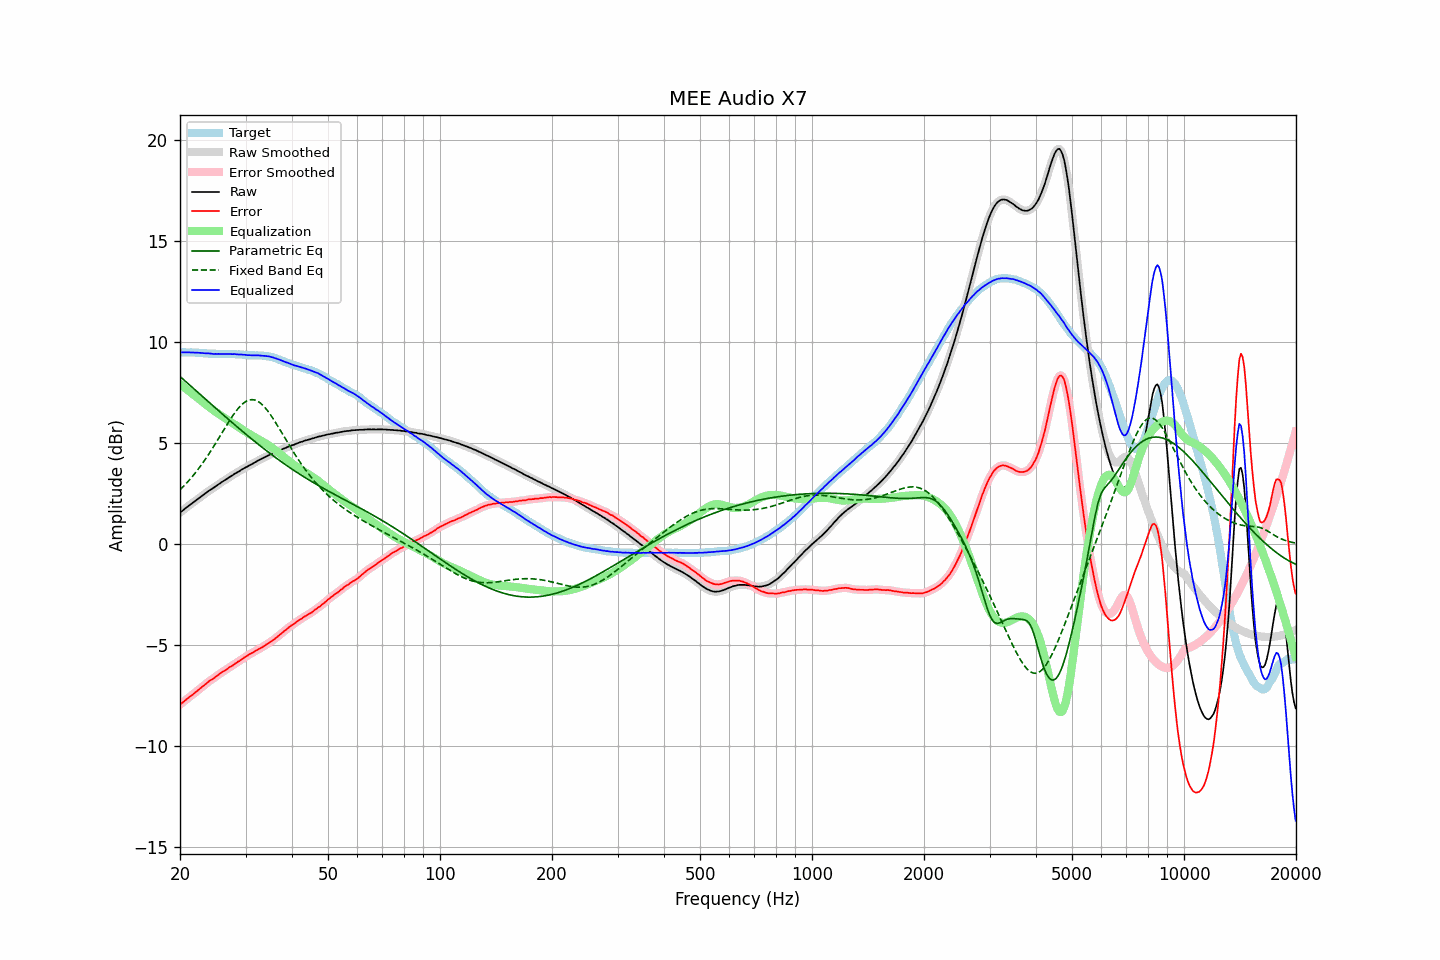 MEE Audio X7
Target
Raw Smoothed
Error Smoothed
Raw
Error
Equalization
Parametric Eq
Fixed Band Eq
Equalized
Amplitude (dBr)
20
15
10
5
0
−5
−10
−15
20 50 100 200 500 1000 2000 5000 10000 20000
Frequency (Hz)